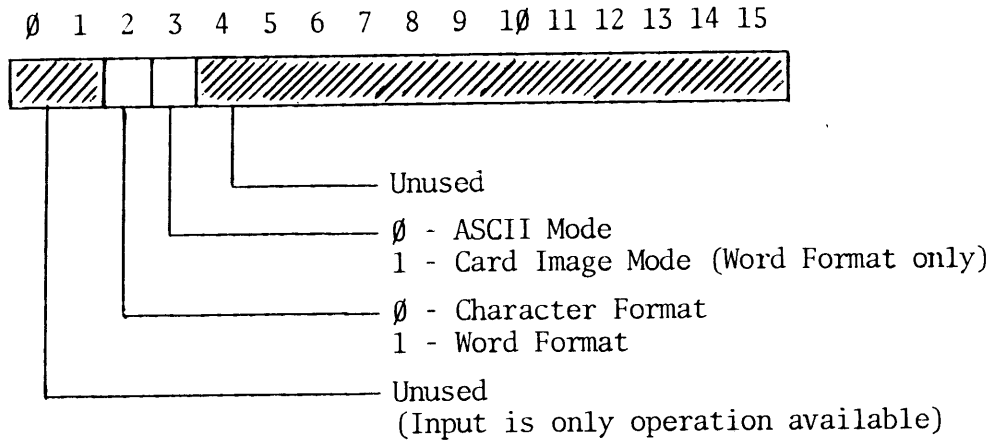 Ø 1 2 3 4 5 6 7 8 9 1Ø 11 12 13 14 15
Unused
Ø - ASCII Mode
1 - Card Image Mode (Word Format only)
Ø - Character Format
1 - Word Format
Unused
(Input is only operation available)